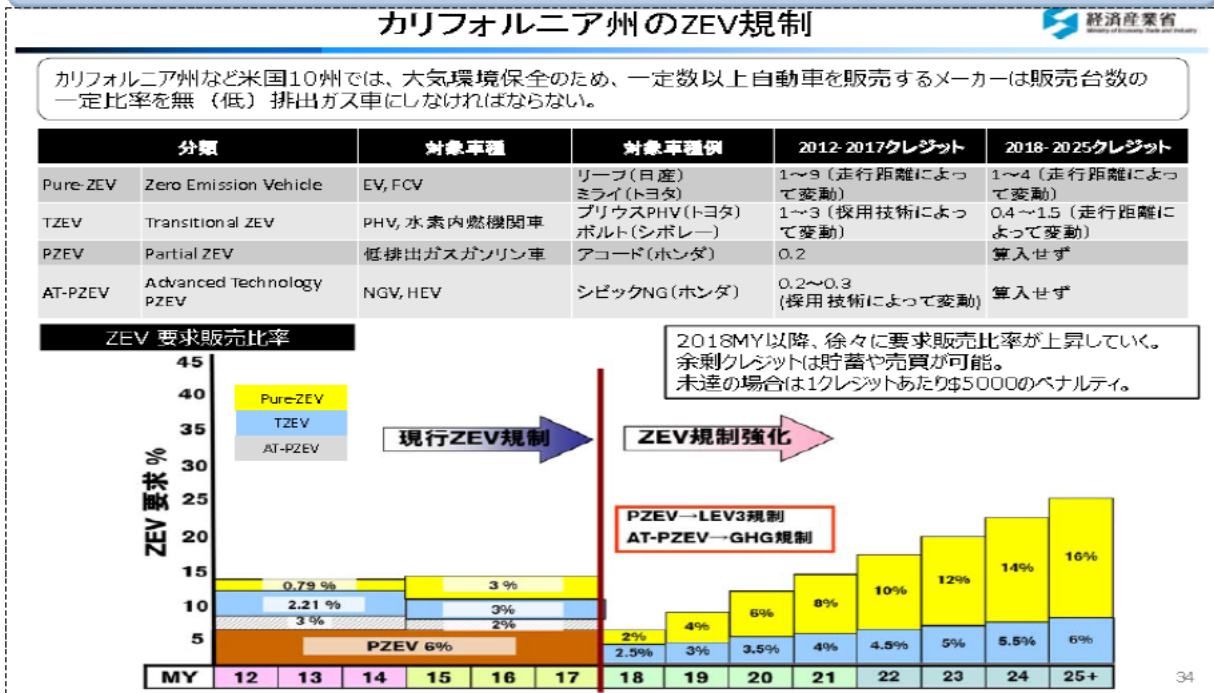 カリフォルニア州のZEV規制
経済産業省
Ministry of Economy, Trade and Industry
カリフォルニア州など米国10州では、大気環境保全のため、一定数以上自動車を販売するメーカーは販売台数の
一定比率を無（低）排出ガス車にしなければならない。
分類 対象車種 対象車種例 2012-2017クレジット 2018-2025クレジット
Pure-ZEV Zero Emission Vehicle EV, FCV リーフ(日産) 1～9（走行距離によっ 1～4（走行距離によっ
ミライ(トヨタ) て変動） て変動）
TZEV Transitional ZEV PHV, 水素内燃機関車 プリウスPHV(トヨタ) 1～3（採用技術によっ 0.4～1.5（走行距離に
ボルト(シボレー) て変動） よって変動）
PZEV Partial ZEV 低排出ガスガソリン車 アコード(ホンダ) 0.2 算入せず
AT-PZEV Advanced Technology NGV, HEV シビックNG(ホンダ) 0.2～0.3 算入せず
PZEV (採用技術によって変動)
ZEV 要求販売比率
2018MY以降、徐々に要求販売比率が上昇していく。
余剰クレジットは貯蓄や売買が可能。
未達の場合は1クレジットあたり$5000のペナルティ。
ZEV 要求 %
45
40
35
30
25
20
15
10
5
Pure-ZEV
TZEV
AT-PZEV
現行ZEV規制
ZEV規制強化
PZEV→LEV3規制
AT-PZEV→GHG規制
0.79 % 3 %
2.21 % 3%
3 % 2%
PZEV 6%
2% 4% 6% 8% 10% 12% 14% 16%
2.5% 3% 3.5% 4% 4.5% 5% 5.5% 6%
MY 12 13 14 15 16 17 18 19 20 21 22 23 24 25+
34